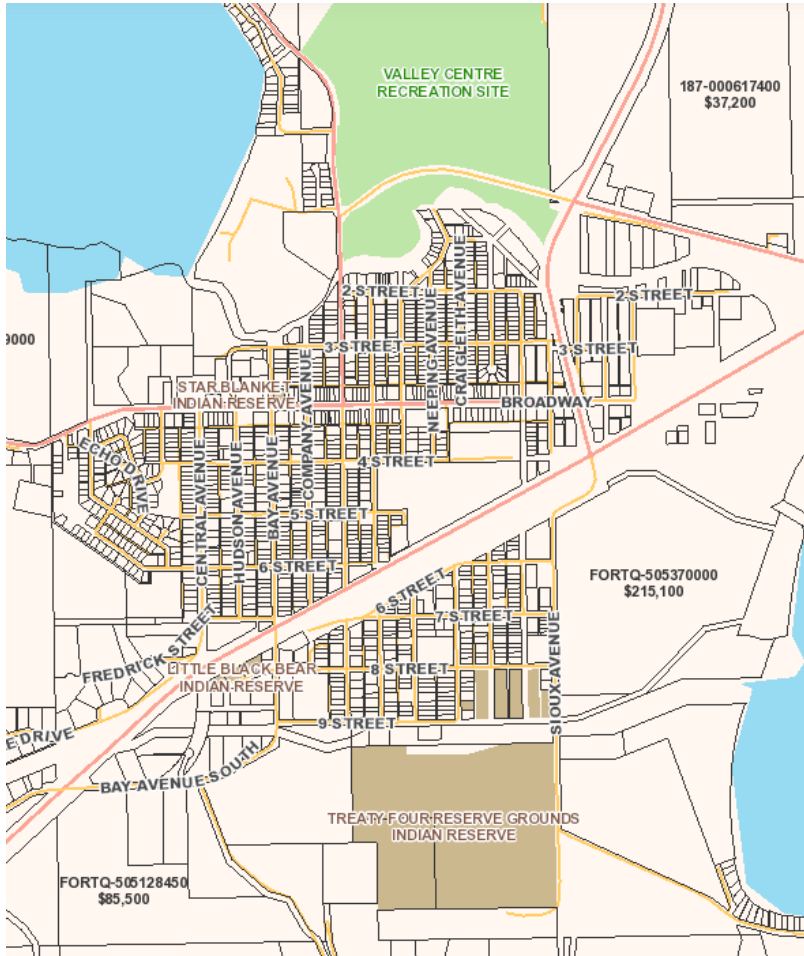 VALLEY CENTRE
RECREATION SITE
187-000617400
$37,200
2 STREET
2 STREET
9000
3 STREET
3 STREET
NEEPING AVENUE
CRAIGLEITH AVENUE
STAR BLANKET
INDIAN RESERVE
COMPANY AVENUE
BROADWAY
ECHO DRIVE
CENTRAL AVENUE
HUDSON AVENUE
BAY AVENUE
4 STREET
5 STREET
6 STREET
6 STREET
FORTQ-505370000
$215,100
7 STREET
FREDRICK STREET
LITTLE BLACK BEAR
INDIAN RESERVE
8 STREET
SIOUX AVENUE
9 STREET
E DRIVE
BAY AVENUE SOUTH
TREATY FOUR RESERVE GROUNDS
INDIAN RESERVE
FORTQ-505128450
$85,500